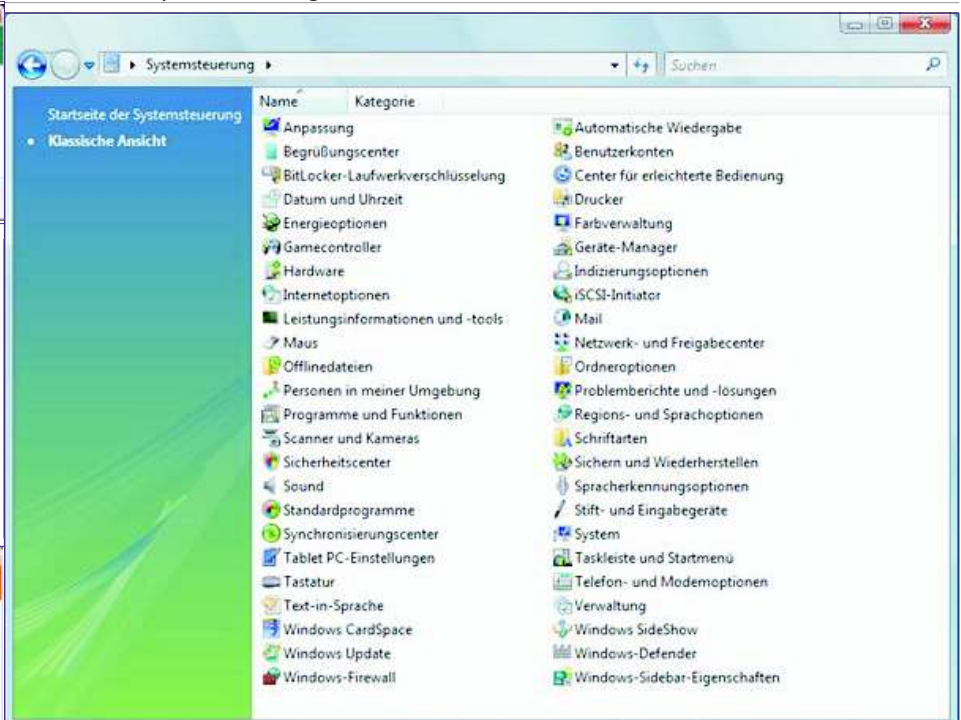 Systemsteuerung
Suchen
Startseite der Systemsteuerung
Klassische Ansicht
Name Kategorie
Anpassung Automatische Wiedergabe
Begrüßungscenter Benutzerkonten
BitLocker-Laufwerkverschlüsselung Center für erleichterte Bedienung
Datum und Uhrzeit Drucker
Energieoptionen Farbverwaltung
Gamecontroller Geräte-Manager
Hardware Indizierungsoptionen
Internetoptionen iSCSI-Initiator
Leistungsinformationen und -tools Mail
Maus Netzwerk- und Freigabecenter
Offlinedateien Ordneroptionen
Personen in meiner Umgebung Problemberichte und -lösungen
Programme und Funktionen Regions- und Sprachoptionen
Scanner und Kameras Schriftarten
Sicherheitscenter Sichern und Wiederherstellen
Sound Spracherkennungsoptionen
Standardprogramme Stift- und Eingabegeräte
Synchronisierungscenter System
Tablet PC-Einstellungen Taskleiste und Startmenü
Tastatur Telefon- und Modemoptionen
Text-in-Sprache Verwaltung
Windows CardSpace Windows SideShow
Windows Update Windows-Defender
Windows-Firewall Windows-Sidebar-Eigenschaften